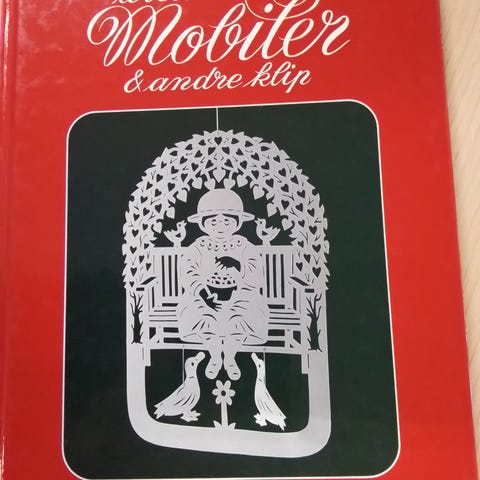 Mobiler
& andre klip